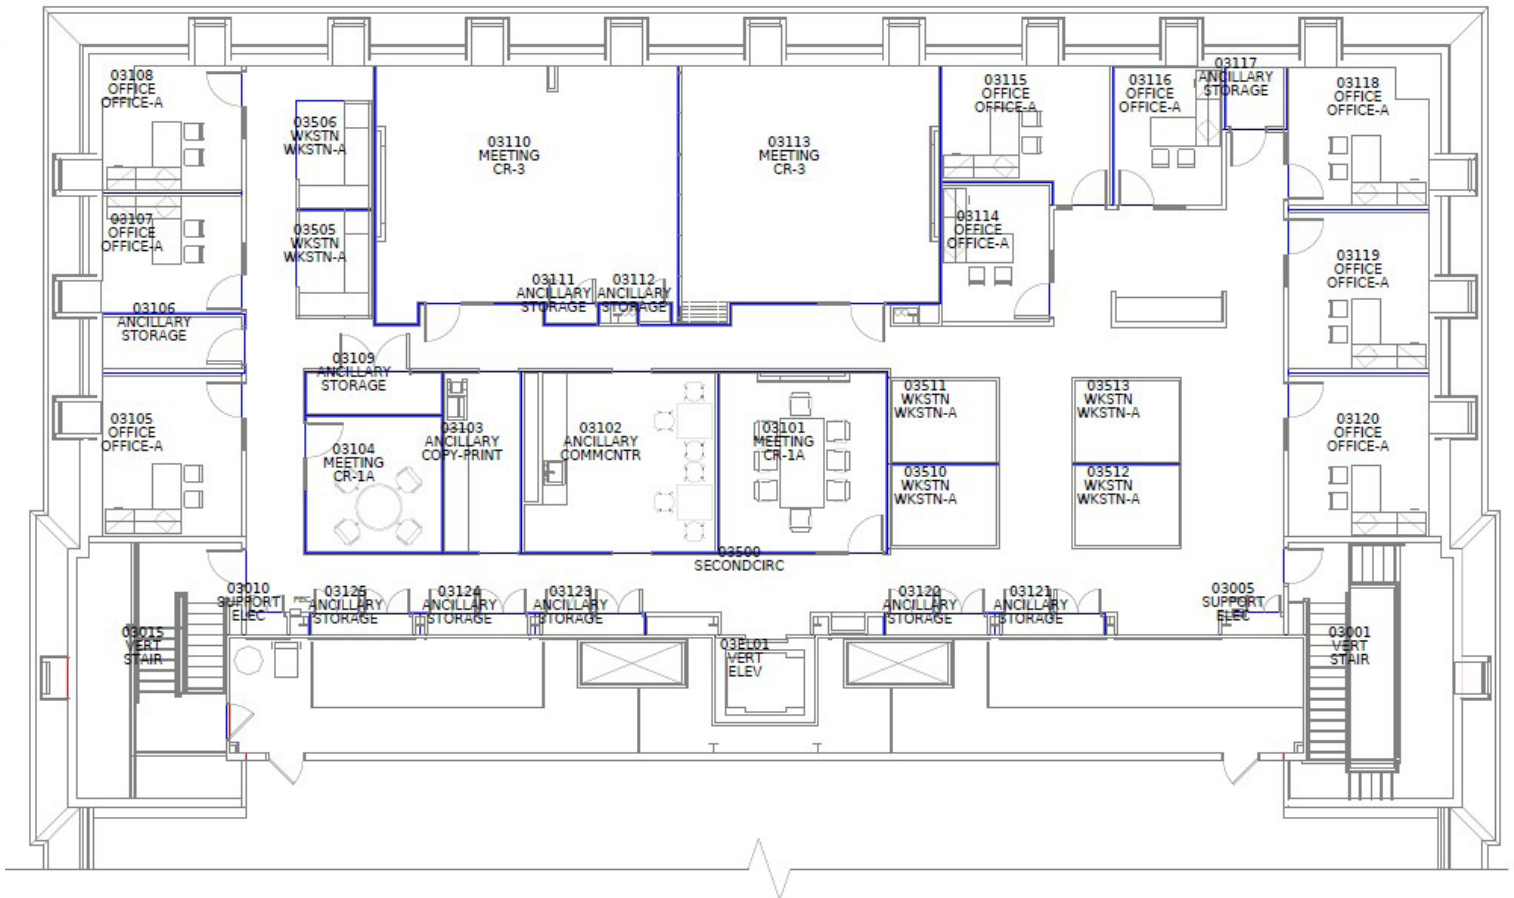 03108
OFFICE
OFFICE-A
03506
WKSTN
WKSTN-A
03110
MEETING
CR-3
03113
MEETING
CR-3
03115
OFFICE
OFFICE-A
03116
OFFICE
OFFICE-A
03117
ANCILLARY
STORAGE
03118
OFFICE
OFFICE-A
03107
OFFICE
OFFICE-A
03505
WKSTN
WKSTN-A
03114
OFFICE
OFFICE-A
03119
OFFICE
OFFICE-A
03111
ANCILLARY
STORAGE
03112
ANCILLARY
STORAGE
03106
ANCILLARY
STORAGE
03109
ANCILLARY
STORAGE
03105
OFFICE
OFFICE-A
03104
MEETING
CR-1A
03103
ANCILLARY
COPY-PRINT
03102
ANCILLARY
COMMCNTR
03101
MEETING
CR-1A
03511
WKSTN
WKSTN-A
03513
WKSTN
WKSTN-A
03120
OFFICE
OFFICE-A
03510
WKSTN
WKSTN-A
03512
WKSTN
WKSTN-A
03500
SECONDCIRC
03010
SUPPORT
ELEC
FEC
03125
ANCILLARY
STORAGE
03124
ANCILLARY
STORAGE
03123
ANCILLARY
STORAGE
03122
ANCILLARY
STORAGE
03121
ANCILLARY
STORAGE
03005
SUPPORT
ELEC
03015
VERT
STAIR
03EL01
VERT
ELEV
03001
VERT
STAIR